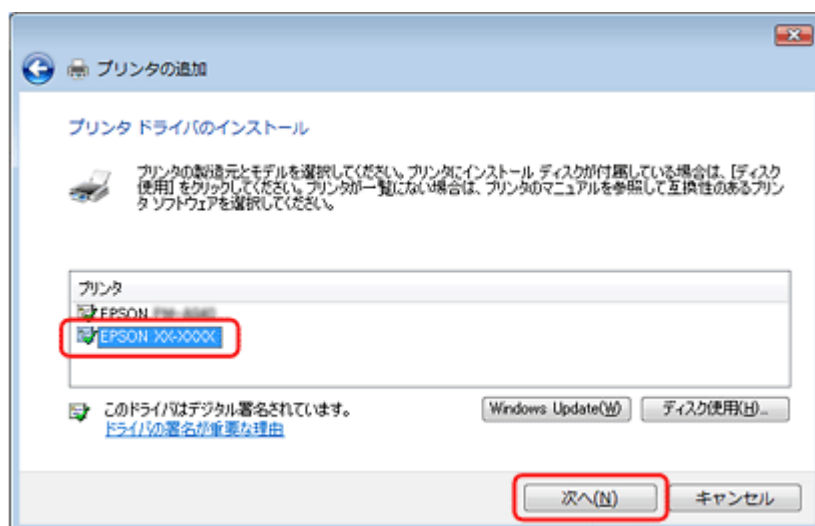 プリンタの追加
プリンタ ドライバのインストール
プリンタの製造元とモデルを選択してください。プリンタにインストール ディスクが付属している場合は、[ディスク
使用] をクリックしてください。プリンタが一覧にない場合は、プリンタのマニュアルを参照して互換性のあるプリン
タ ソフトウェアを選択してください。
プリンタ
EPSON
EPSON XX-XXXX
このドライバはデジタル署名されています。
ドライバの署名が重要な理由
Windows Update(W)
ディスク使用(H)...
次へ(N)
キャンセル